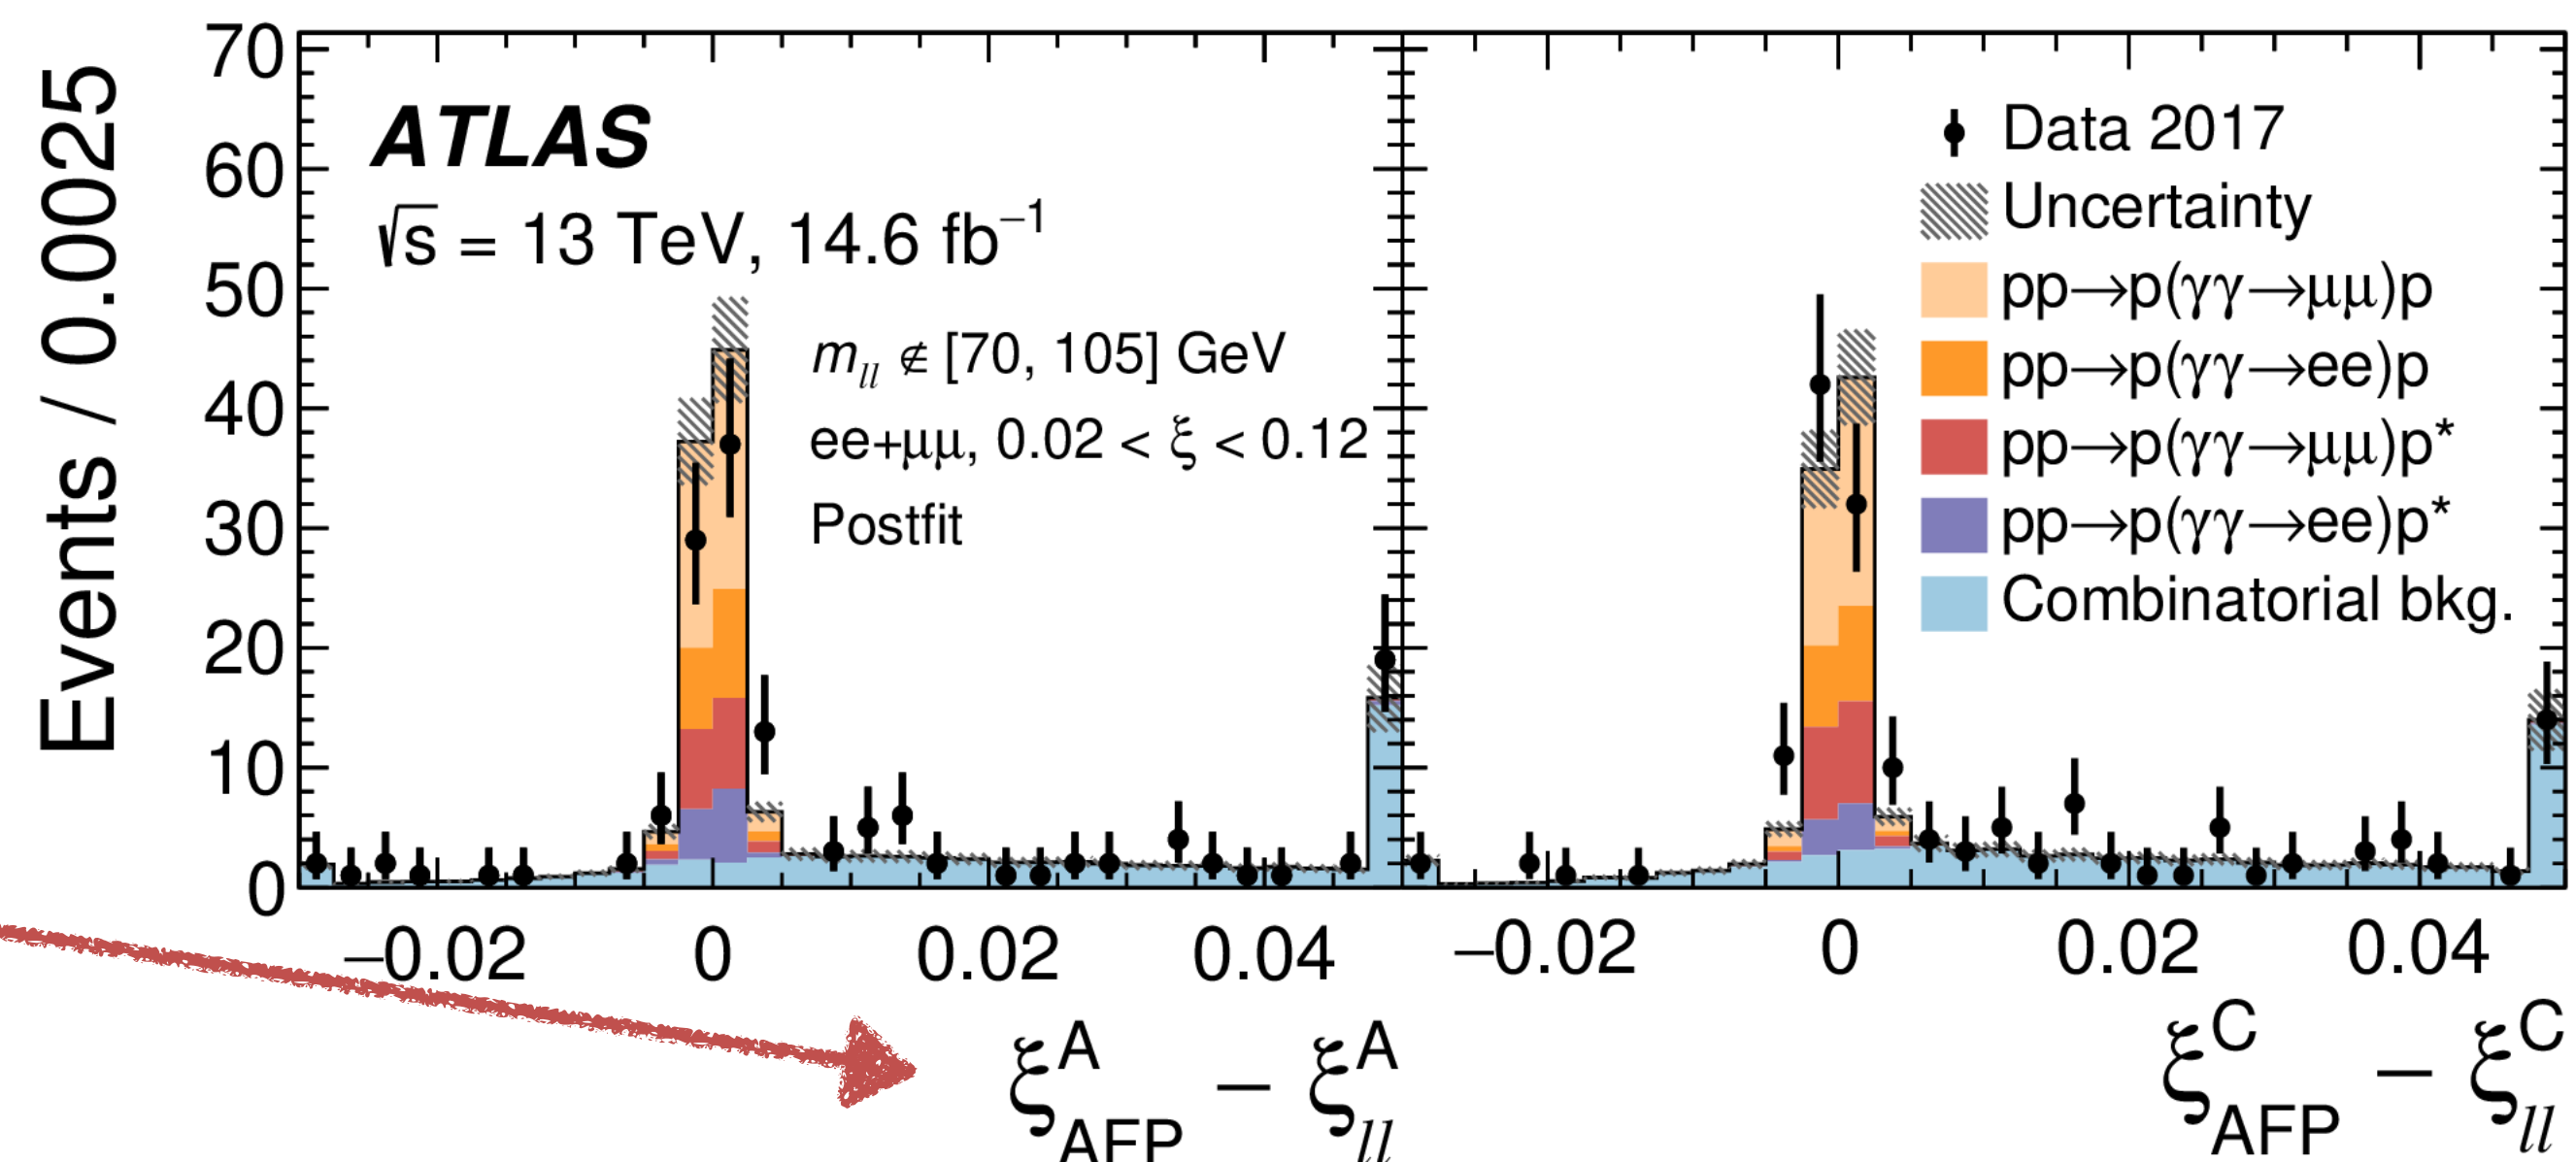 Events / 0.0025
70
60
50
40
30
20
10
0
ATLAS
√s = 13 TeV, 14.6 fb⁻¹
m_ll ∉ [70, 105] GeV
ee+μμ, 0.02 < ξ < 0.12
Postfit
Data 2017
Uncertainty
pp→p(γγ→μμ)p
pp→p(γγ→ee)p
pp→p(γγ→μμ)p*
pp→p(γγ→ee)p*
Combinatorial bkg.
−0.02 0 0.02 0.04 −0.02 0 0.02 0.04
ξ^A_AFP − ξ^A_ll
ξ^C_AFP − ξ^C_ll